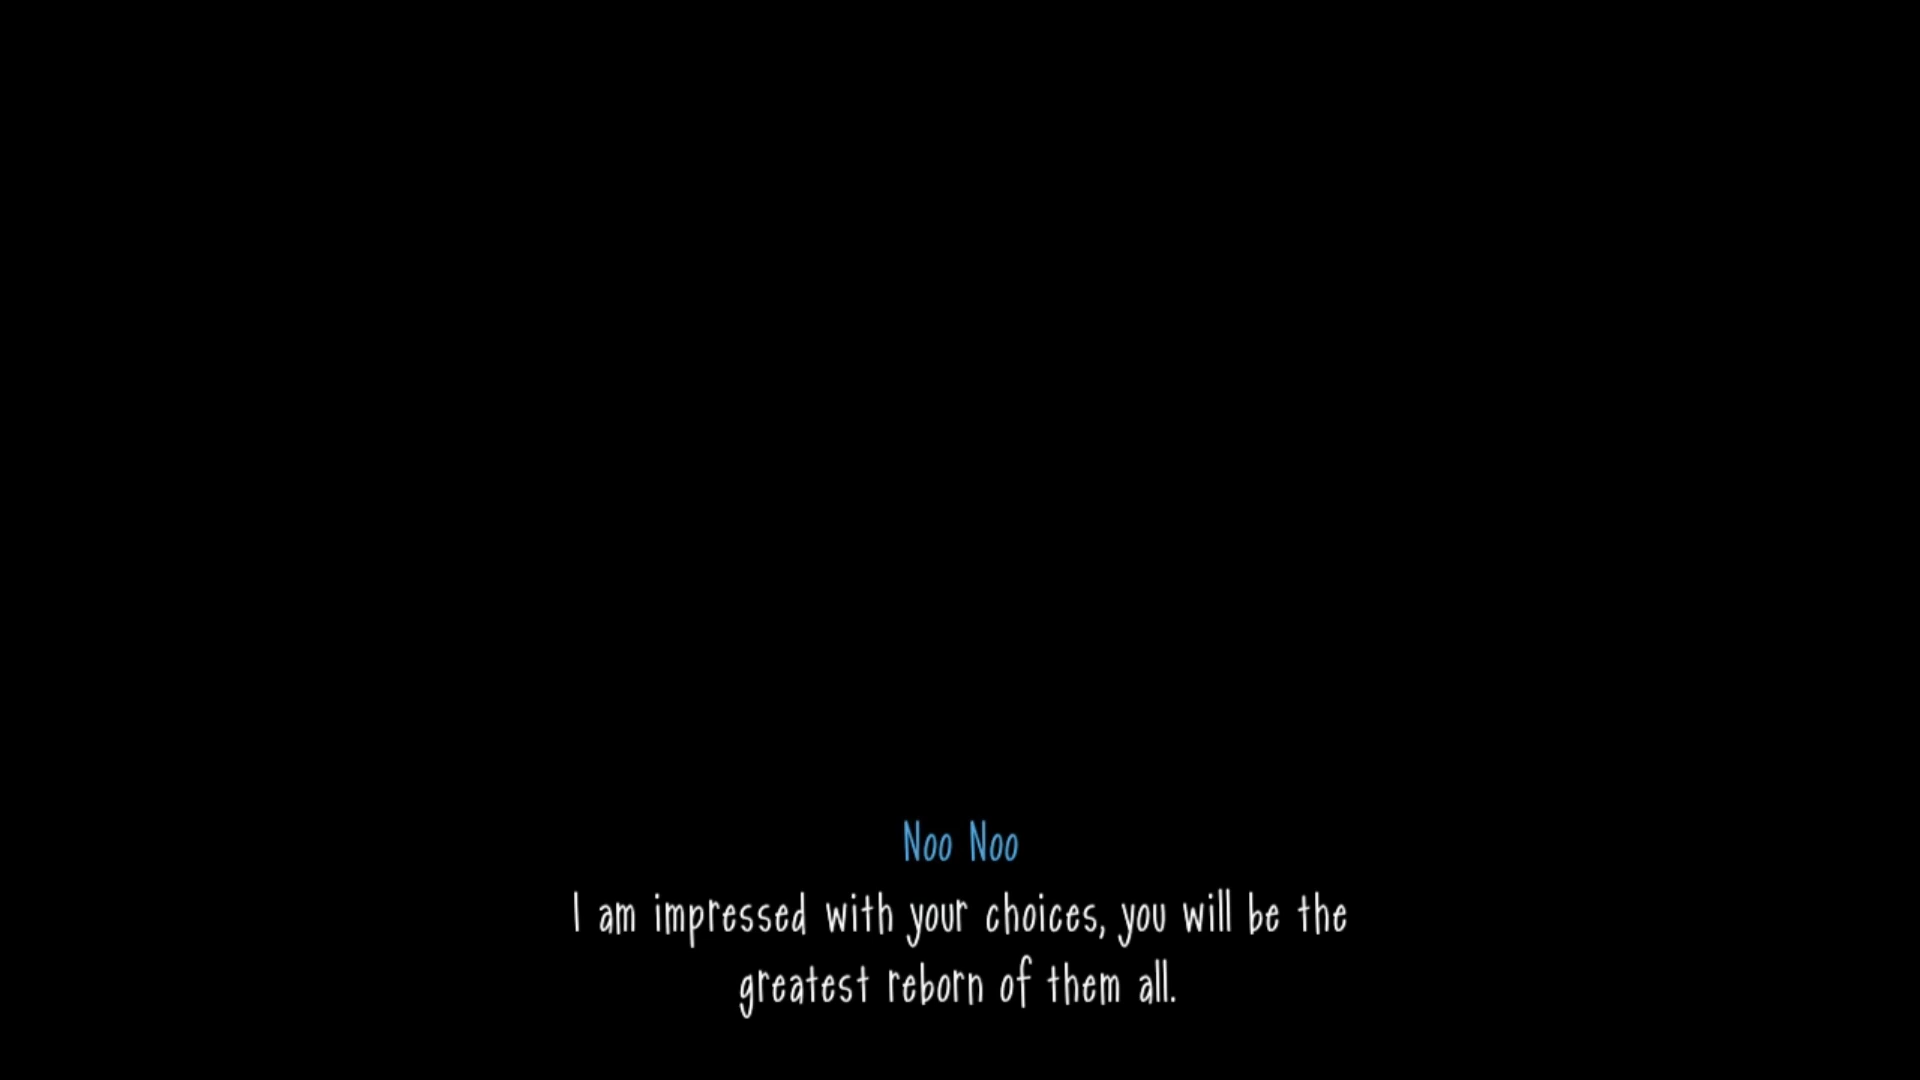 Noo Noo
I am impressed with your choices, you will be the
greatest reborn of them all.